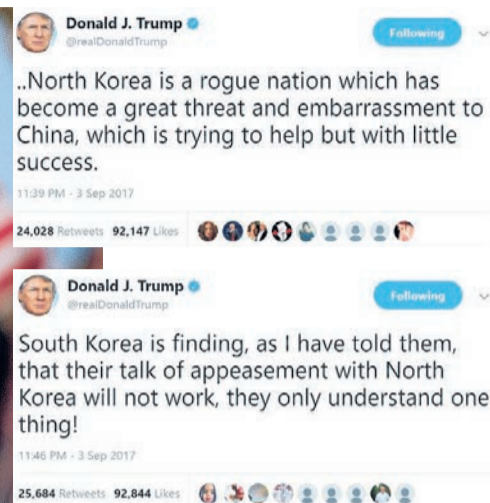 Donald J. Trump
@realDonaldTrump
Following
..North Korea is a rogue nation which has
become a great threat and embarrassment to
China, which is trying to help but with little
success.
11:39 PM - 3 Sep 2017
24,028 Retweets 92,147 Likes
Donald J. Trump
@realDonaldTrump
Following
South Korea is finding, as I have told them,
that their talk of appeasement with North
Korea will not work, they only understand one
thing!
11:46 PM - 3 Sep 2017
25,684 Retweets 92,844 Likes